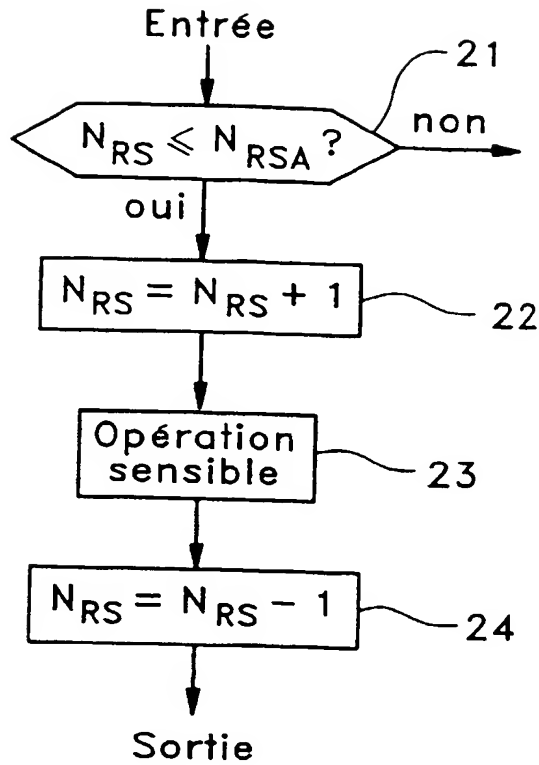 Entrée
21
N_RS ⩽ N_RSA ?
non
oui
N_RS = N_RS + 1
22
Opération
sensible
23
N_RS = N_RS − 1
24
Sortie